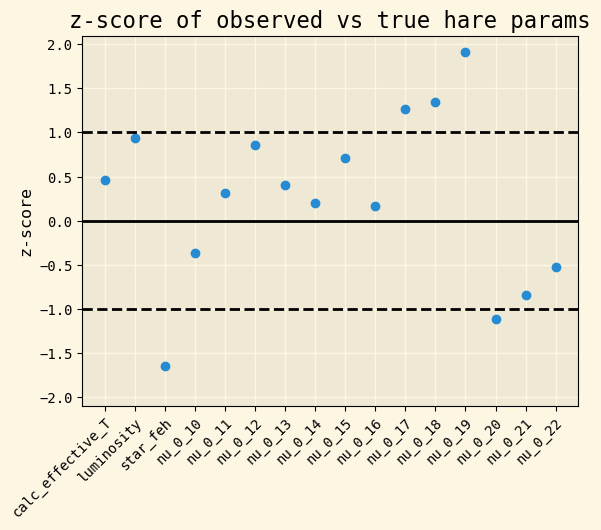 z-score of observed vs true hare params
z-score
2.0
1.5
1.0
0.5
0.0
−0.5
−1.0
−1.5
−2.0
calc_effective_T
luminosity
star_feh
nu_0_10
nu_0_11
nu_0_12
nu_0_13
nu_0_14
nu_0_15
nu_0_16
nu_0_17
nu_0_18
nu_0_19
nu_0_20
nu_0_21
nu_0_22